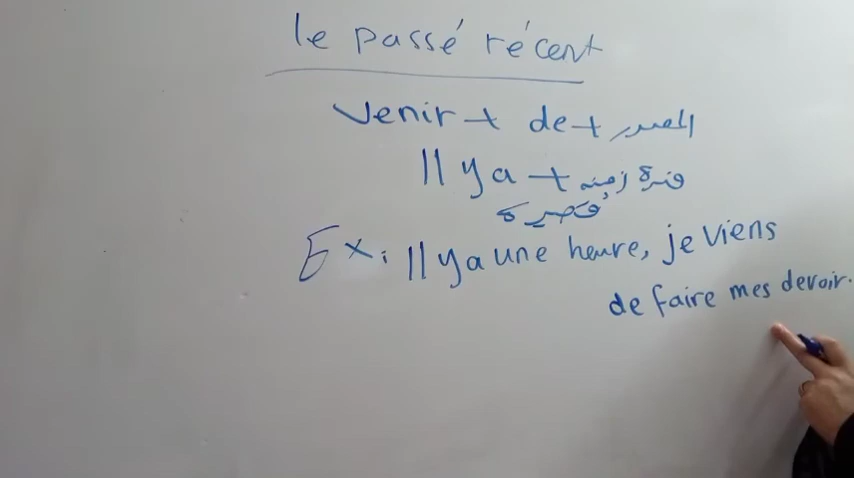 le passé récent
Venir + de + المصدر
Il y a + فترة زمنية
قصيرة
Ex: Il y a une heure, je viens
de faire mes devoir.